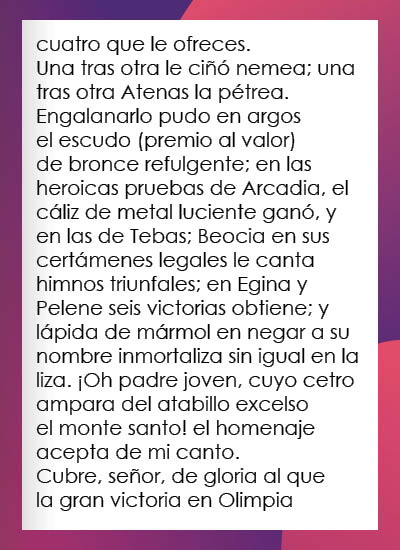 cuatro que le ofreces.
Una tras otra le ciñó nemea; una
tras otra Atenas la pétrea.
Engalanarlo pudo en argos
el escudo (premio al valor)
de bronce refulgente; en las
heroicas pruebas de Arcadia, el
cáliz de metal luciente ganó, y
en las de Tebas; Beocia en sus
certámenes legales le canta
himnos triunfales; en Egina y
Pelene seis victorias obtiene; y
lápida de mármol en negar a su
nombre inmortaliza sin igual en la
liza. ¡Oh padre joven, cuyo cetro
ampara del atabillo excelso
el monte santo! el homenaje
acepta de mi canto.
Cubre, señor, de gloria al que
la gran victoria en Olimpia